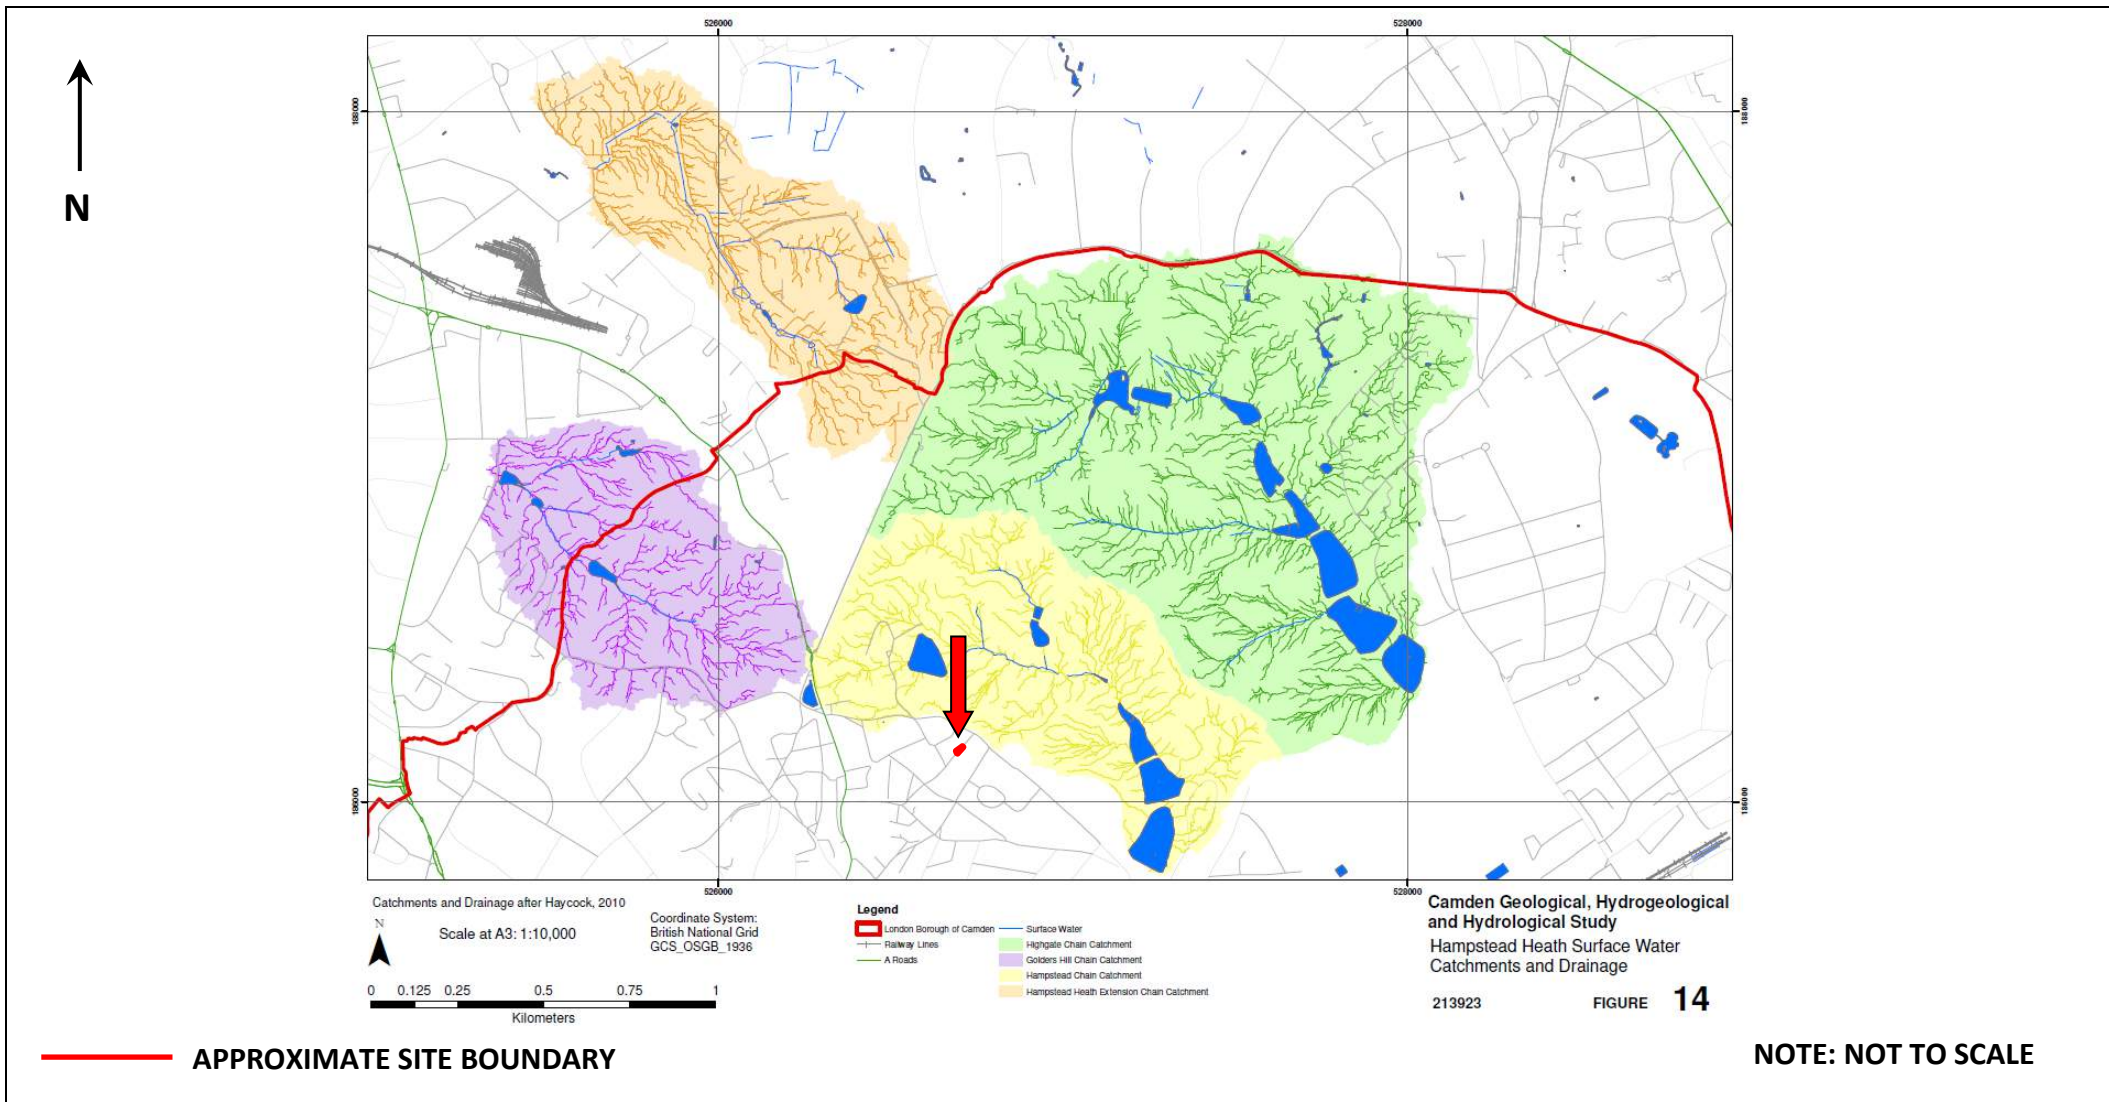 526000
528000
N
188000
188000
186000
186000
526000
528000
Catchments and Drainage after Haycock, 2010
N
Scale at A3: 1:10,000
Coordinate System:
British National Grid
GCS_OSGB_1936
0 0.125 0.25 0.5 0.75 1
Kilometers
Legend
London Borough of Camden
Railway Lines
A Roads
Surface Water
Highgate Chain Catchment
Golders Hill Chain Catchment
Hampstead Chain Catchment
Hampstead Heath Extension Chain Catchment
Camden Geological, Hydrogeological
and Hydrological Study
Hampstead Heath Surface Water
Catchments and Drainage
213923 FIGURE 14
APPROXIMATE SITE BOUNDARY
NOTE: NOT TO SCALE